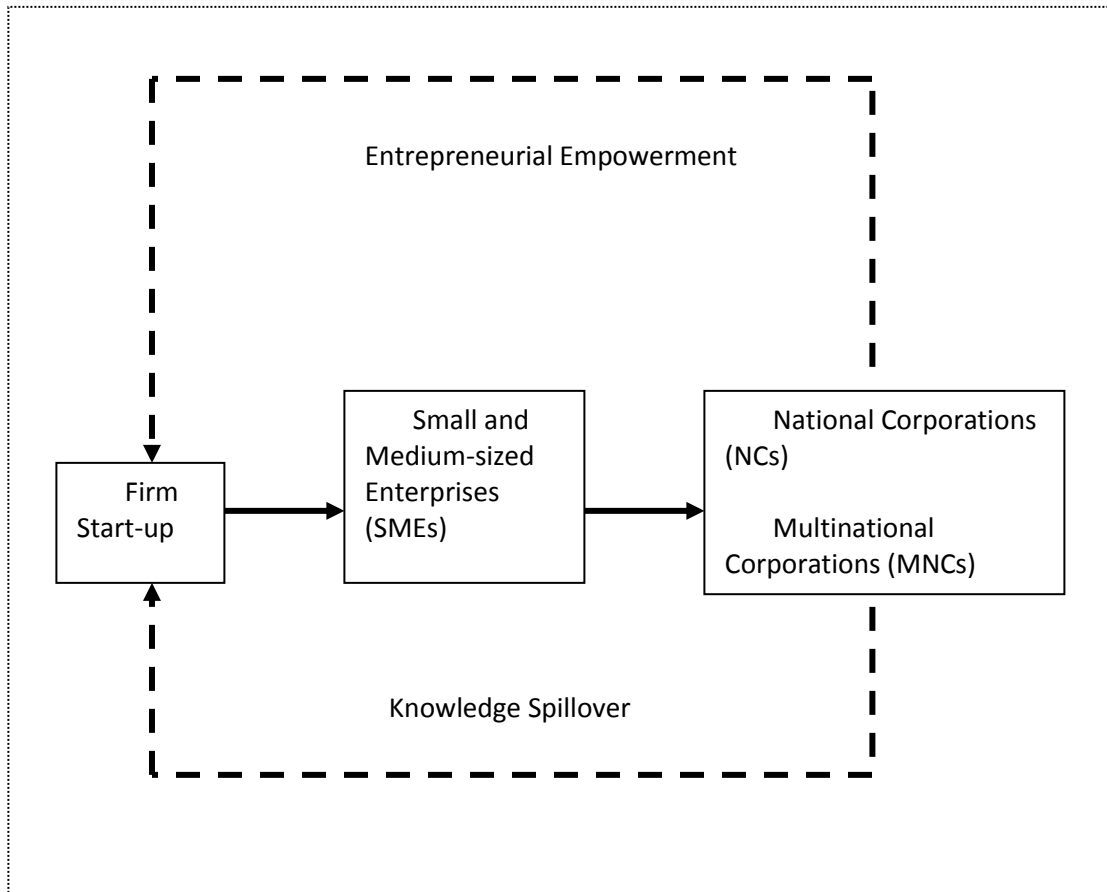 Entrepreneurial Empowerment
Firm
Start-up
Small and
Medium-sized
Enterprises
(SMEs)
National Corporations
(NCs)
Multinational
Corporations (MNCs)
Knowledge Spillover